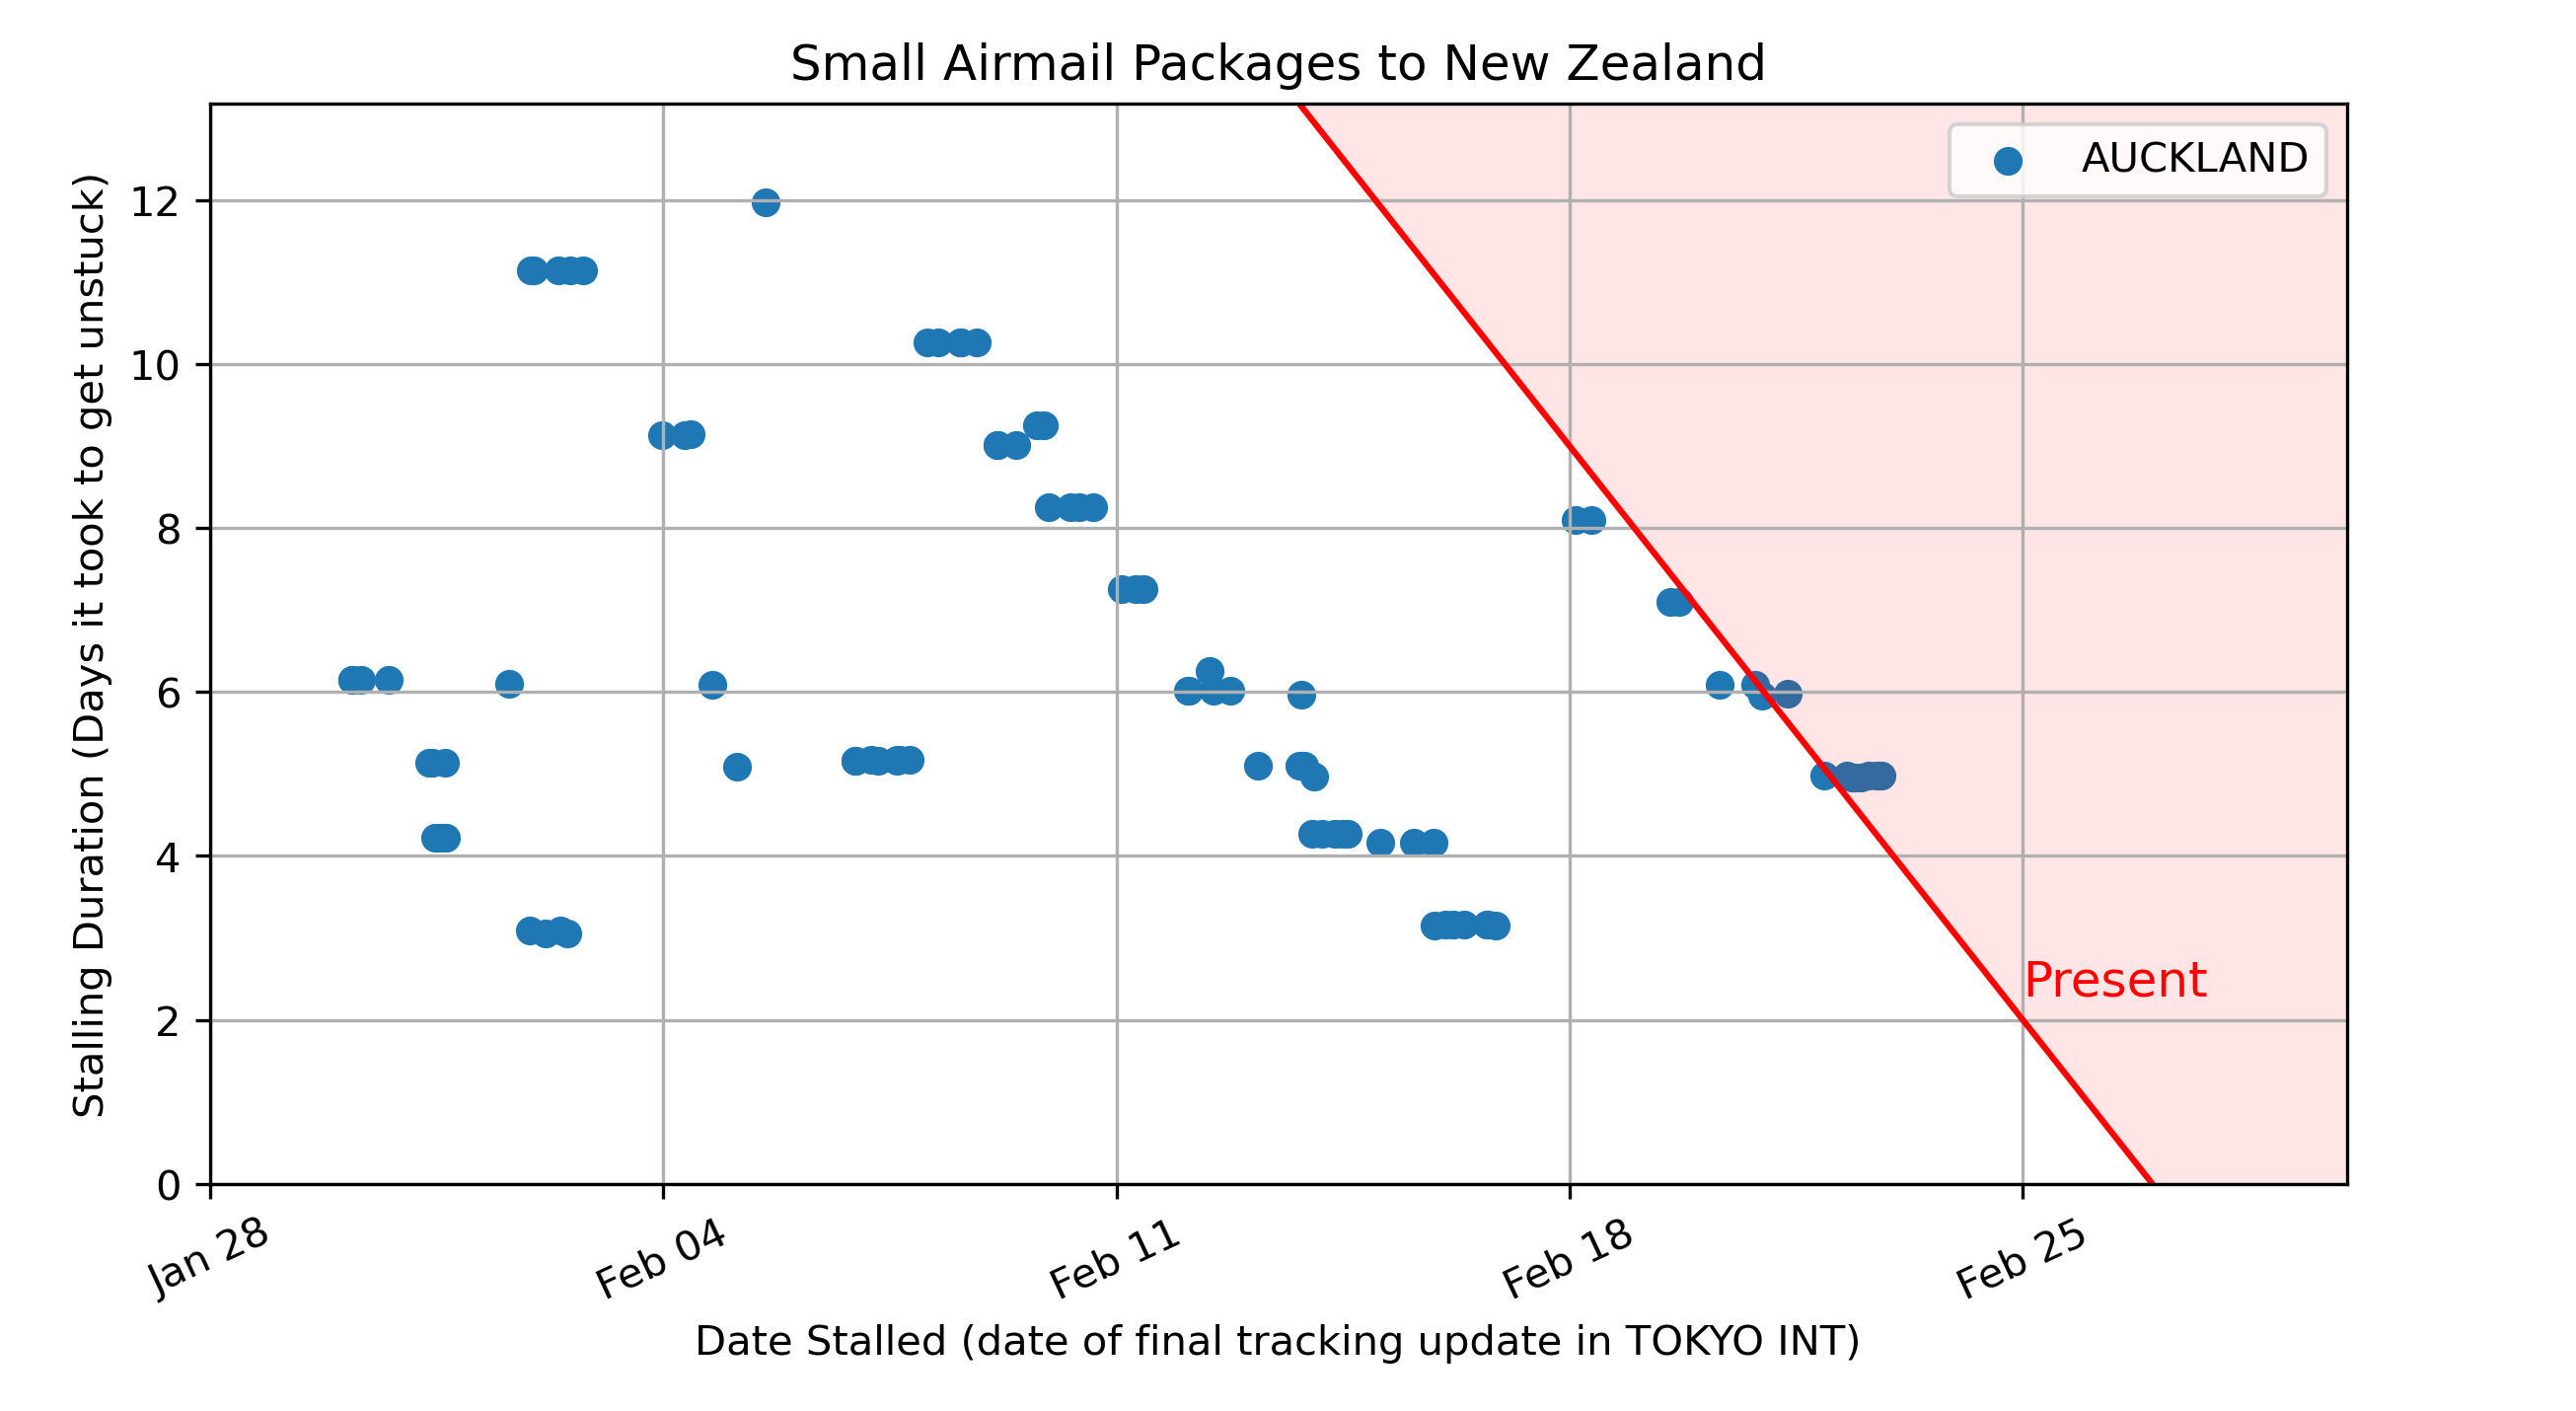 Small Airmail Packages to New Zealand
Stalling Duration (Days it took to get unstuck)
12
10
8
6
4
2
0
AUCKLAND
Present
Jan 28
Feb 04
Feb 11
Feb 18
Feb 25
Date Stalled (date of final tracking update in TOKYO INT)